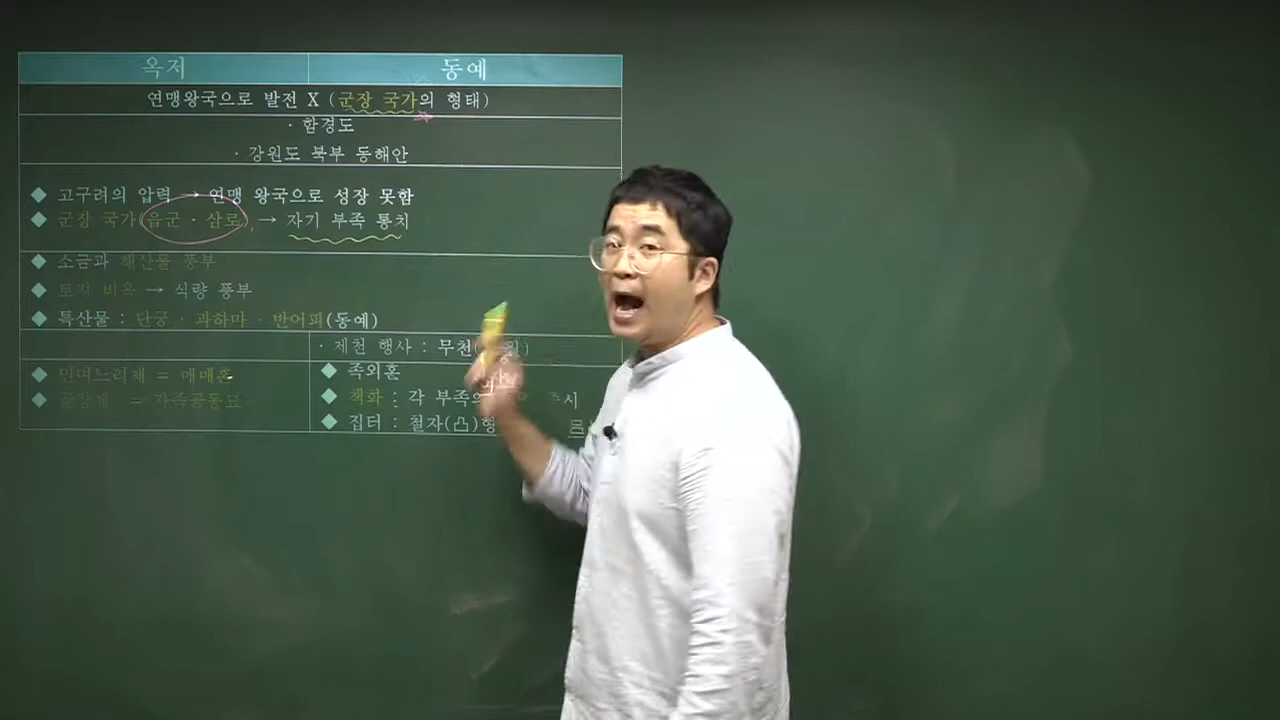 옥저 동예
연맹왕국으로 발전 X (군장 국가의 형태)
· 함경도
· 강원도 북부 동해안
◆ 고구려의 압력 → 연맹 왕국으로 성장 못함
◆ 군장 국가(읍군 · 삼로) → 자기 부족 통치
◆ 소금과 해산물 풍부
◆ 토지 비옥 → 식량 풍부
◆ 특산물 : 단궁 · 과하마 · 반어피(동예)
· 제천 행사 : 무천(
◆ 민며느리제 = 매매혼
◆ 족외혼
◆ 골장제 = 가족공동묘
◆ 책화 : 각 부족의
◆ 집터 : 철자(凸)형